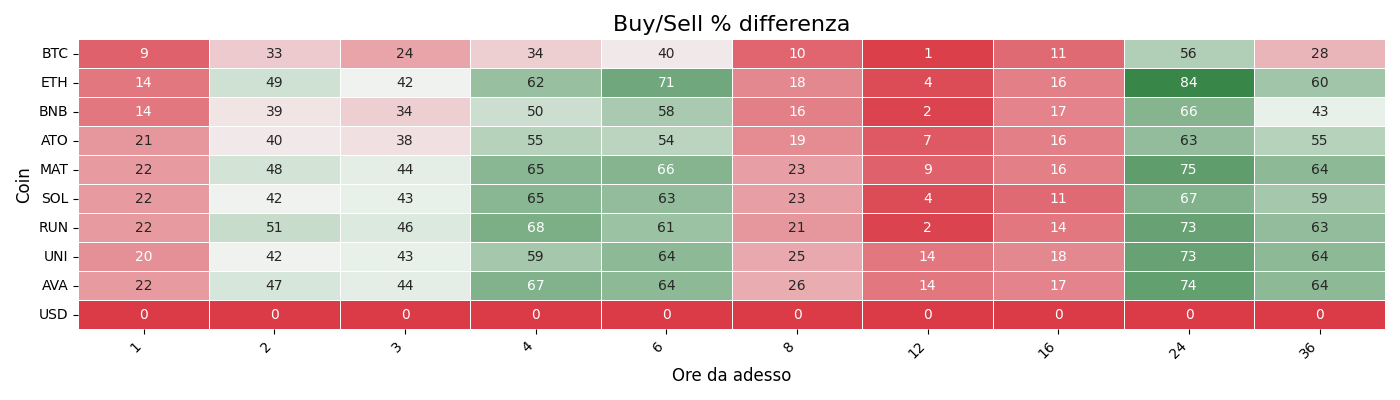 Buy/Sell % differenza
BTC 9 33 24 34 40 10 1 11 56 28
ETH 14 49 42 62 71 18 4 16 84 60
BNB 14 39 34 50 58 16 2 17 66 43
ATO 21 40 38 55 54 19 7 16 63 55
MAT 22 48 44 65 66 23 9 16 75 64
SOL 22 42 43 65 63 23 4 11 67 59
RUN 22 51 46 68 61 21 2 14 73 63
UNI 20 42 43 59 64 25 14 18 73 64
AVA 22 47 44 67 64 26 14 17 74 64
USD 0 0 0 0 0 0 0 0 0 0
Coin
1 2 3 4 6 8 12 16 24 36
Ore da adesso